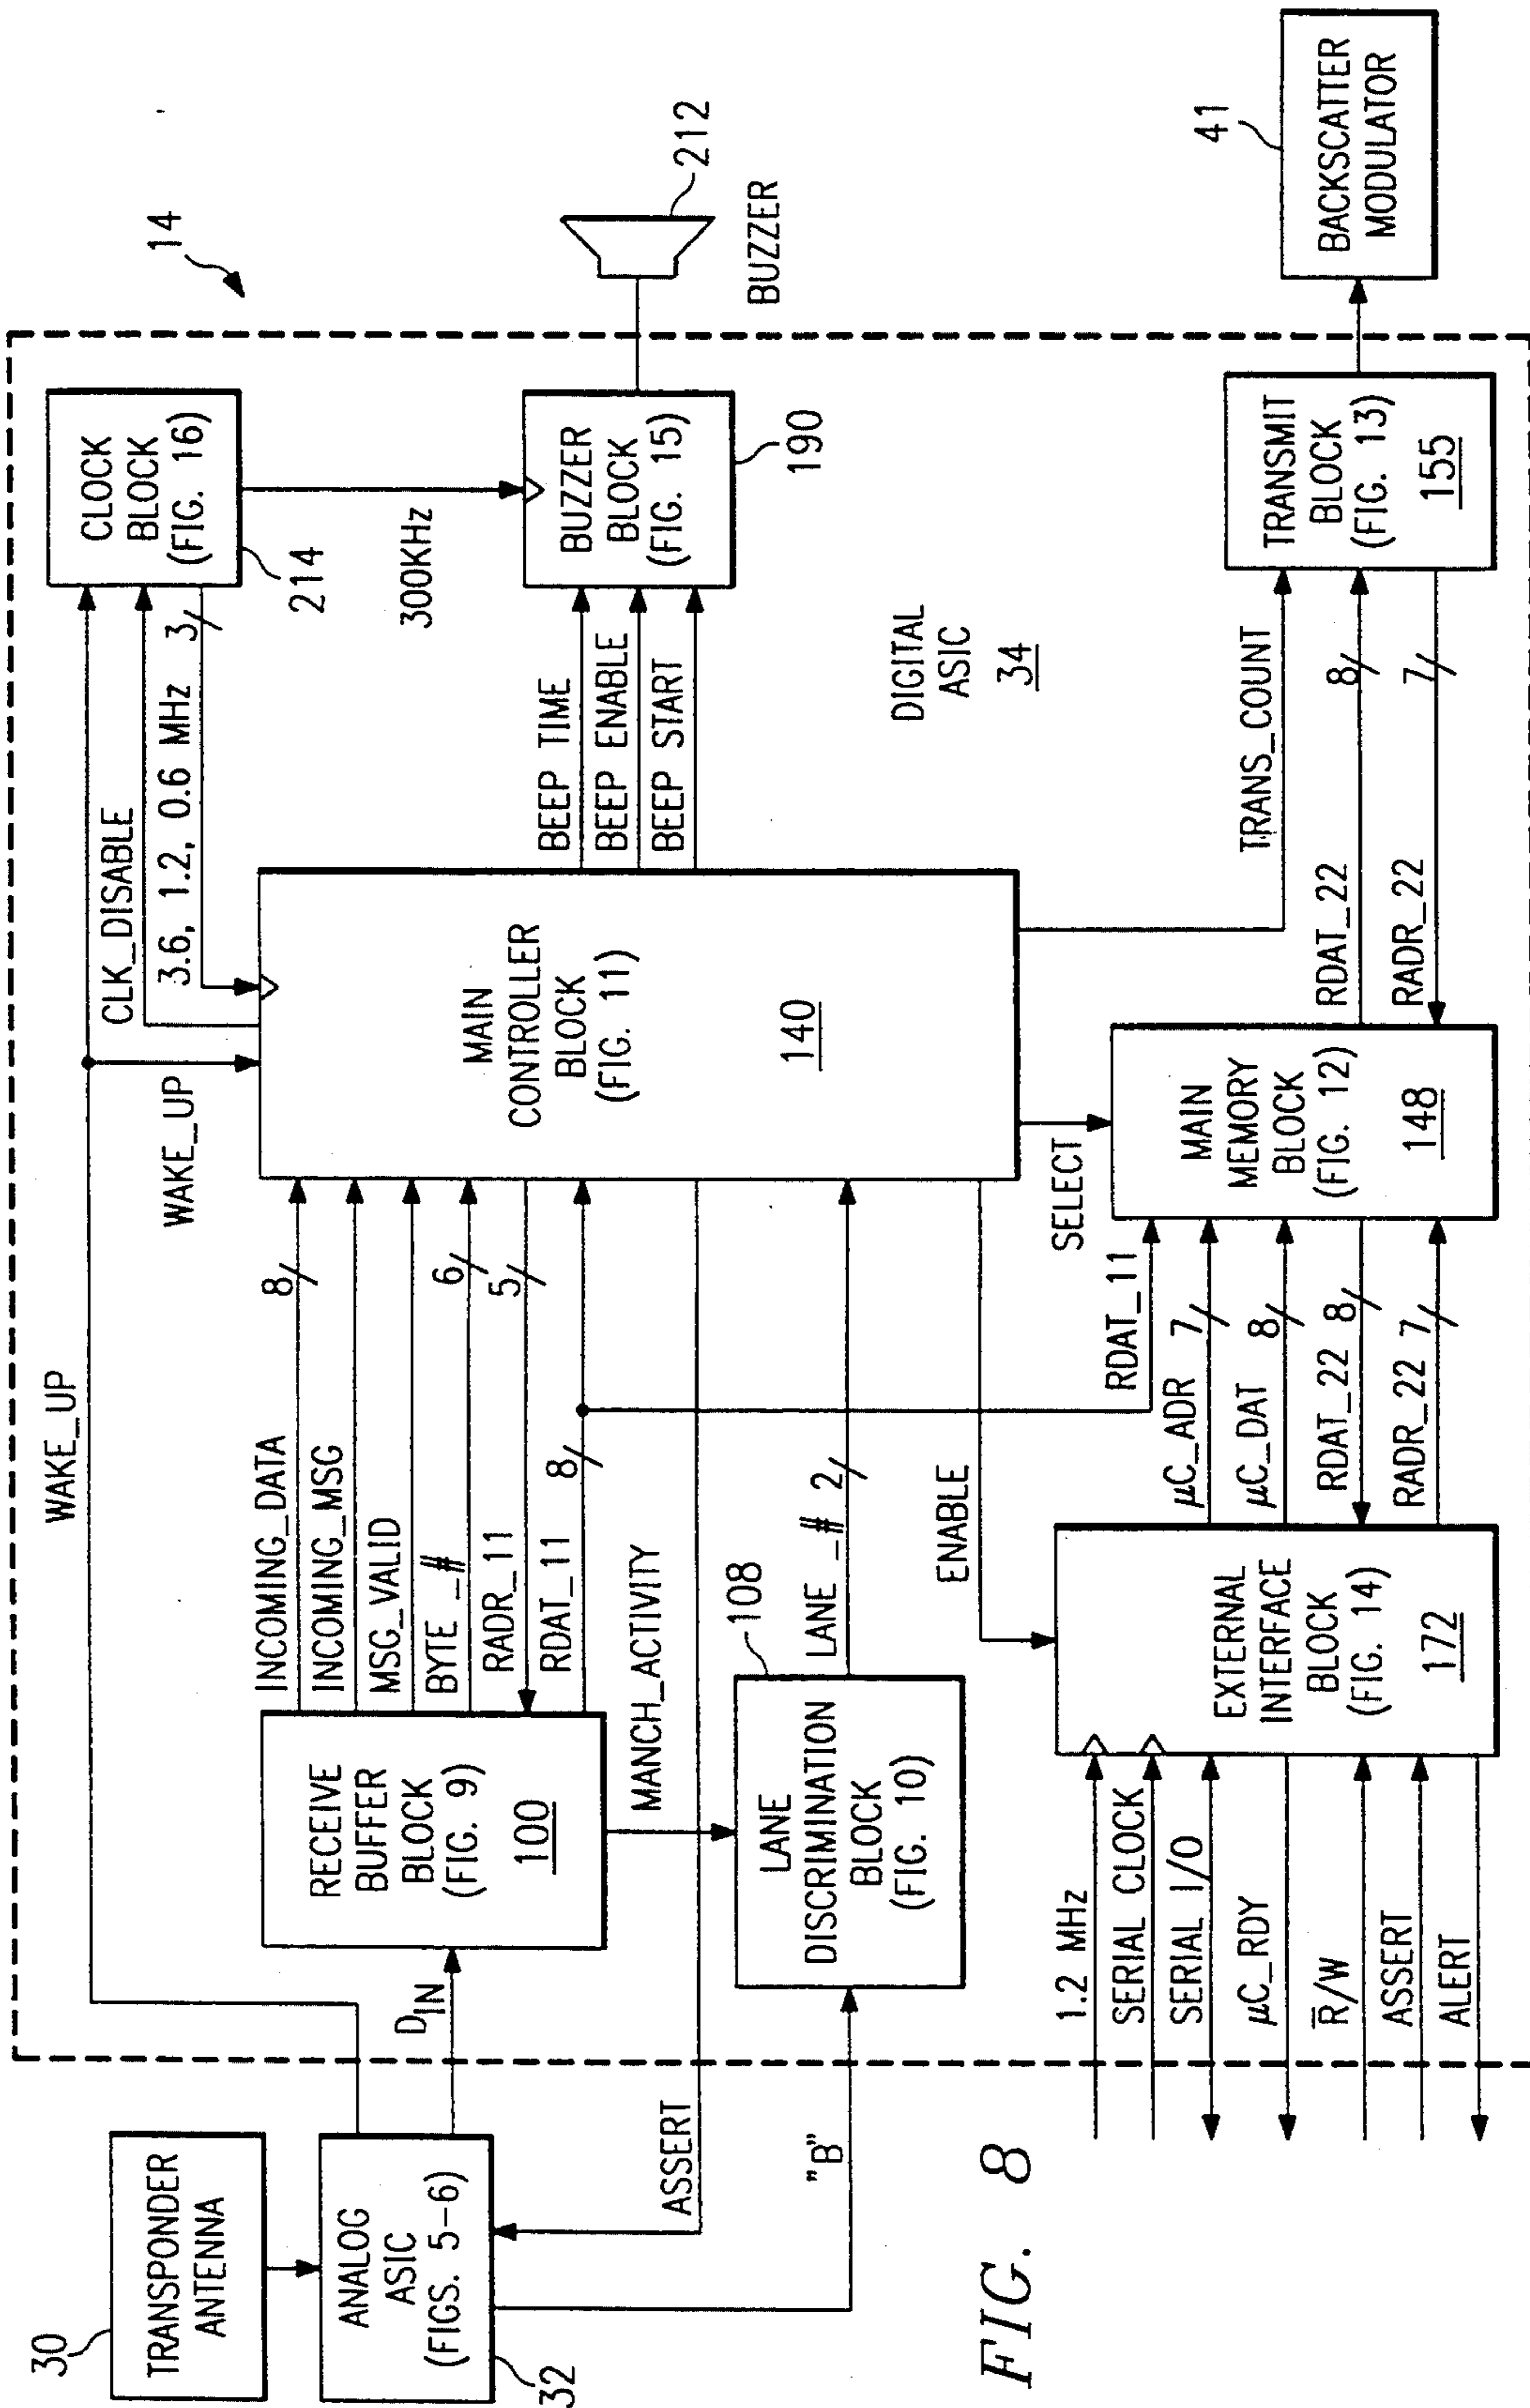 14
30
TRANSPONDER
ANTENNA
ANALOG
ASIC
(FIGS. 5-6)
32
WAKE_UP
WAKE_UP
D_IN
ASSERT
"B"
RECEIVE
BUFFER
BLOCK
(FIG. 9)
100
INCOMING_DATA
8
INCOMING_MSG
MSG_VALID
BYTE_#
6
RADR_11
5
RDAT_11
8
MANCH_ACTIVITY
LANE
DISCRIMINATION
BLOCK
(FIG. 10)
108
LANE_#
2
CLK_DISABLE
3.6, 1.2, 0.6 MHz
3
CLOCK
BLOCK
(FIG. 16)
214
300KHz
MAIN
CONTROLLER
BLOCK
(FIG. 11)
140
BEEP TIME
BEEP ENABLE
BEEP START
BUZZER
BLOCK
(FIG. 15)
190
212
BUZZER
DIGITAL
ASIC
34
ENABLE
SELECT
TRANS_COUNT
1.2 MHz
SERIAL CLOCK
SERIAL I/O
μC_RDY
R̅/W
ASSERT
ALERT
EXTERNAL
INTERFACE
BLOCK
(FIG. 14)
172
RDAT_11
μC_ADR 7
μC_DAT 8
RDAT_22 8
RADR_22 7
MAIN
MEMORY
BLOCK
(FIG. 12)
148
RDAT_22
8
RADR_22
7
TRANSMIT
BLOCK
(FIG. 13)
155
41
BACKSCATTER
MODULATOR
FIG. 8